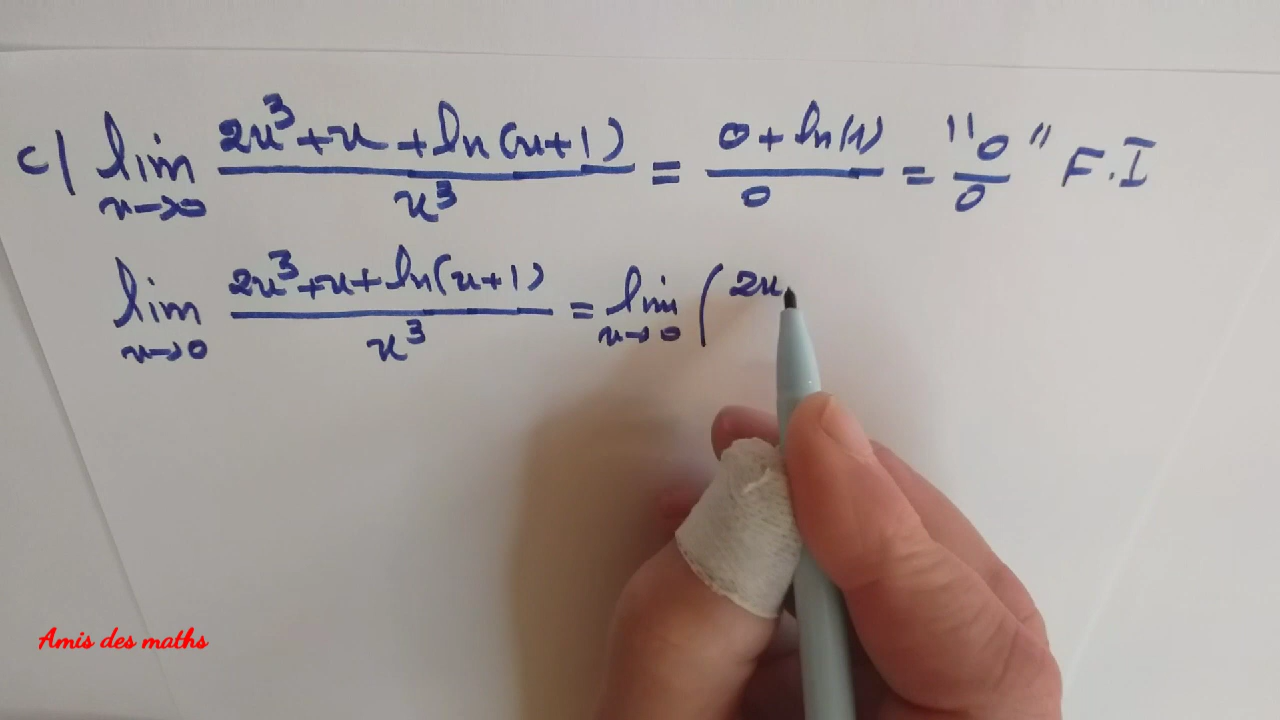 c) lim x→0 (2x³+x+ln(x+1))/x³ = (0+ln(1))/0 = "0/0" F.I
lim x→0 (2x³+x+ln(x+1))/x³ = lim x→0 ( 2x
Amis des maths